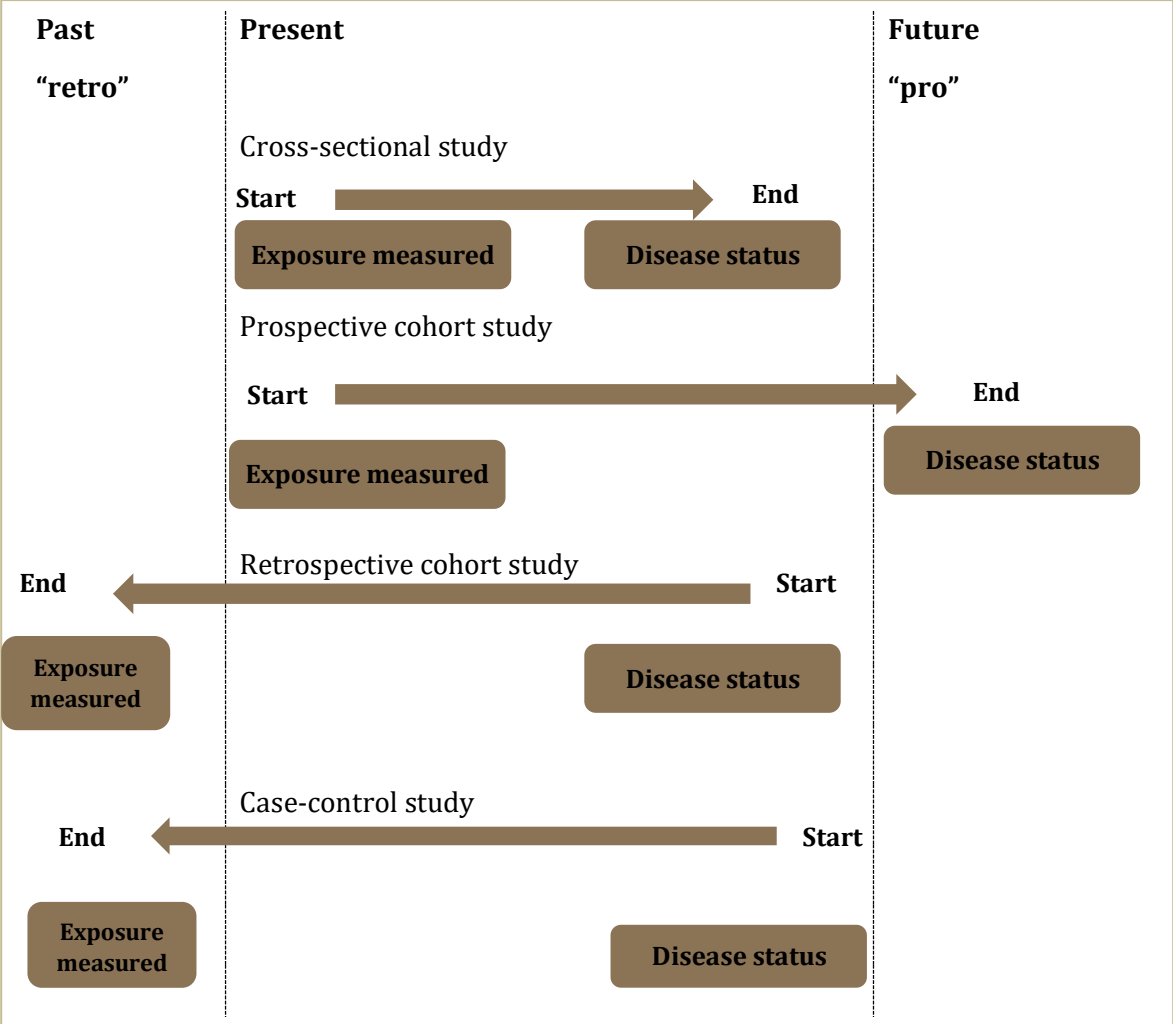 Past
Present
Future
“retro”
“pro”
Cross-sectional study
Start
End
Exposure measured
Disease status
Prospective cohort study
Start
End
Exposure measured
Disease status
Retrospective cohort study
End
Start
Exposure
measured
Disease status
Case-control study
End
Start
Exposure
measured
Disease status